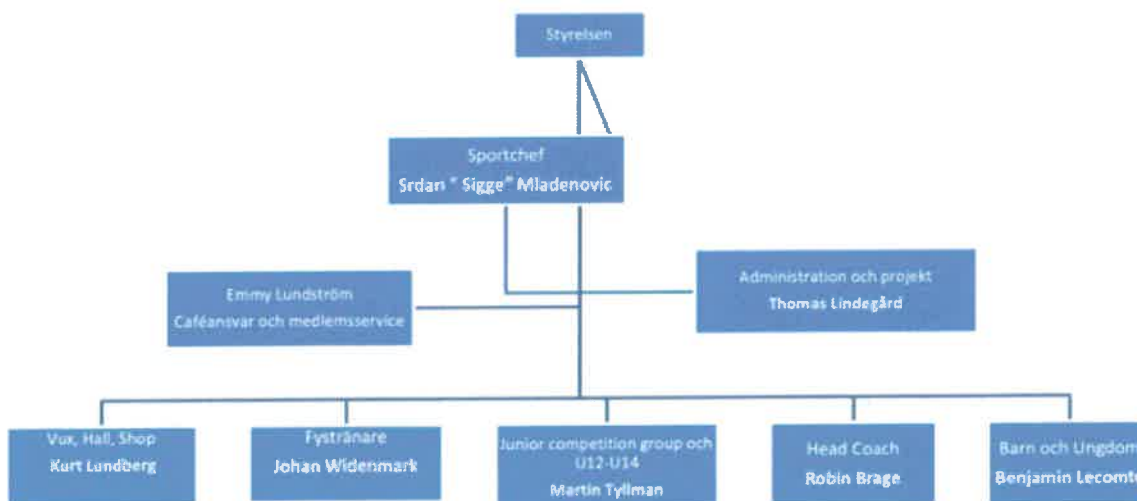 Styrelsen
Sportchef
Srdan " Sigge" Mladenovic
Emmy Lundström
Caféansvar och medlemsservice
Administration och projekt
Thomas Lindegård
Vux, Hall, Shop
Kurt Lundberg
Fystränare
Johan Widenmark
Junior competition group och
U12-U14
Martin Tyllman
Head Coach
Robin Brage
Barn och Ungdom
Benjamin Lecomte